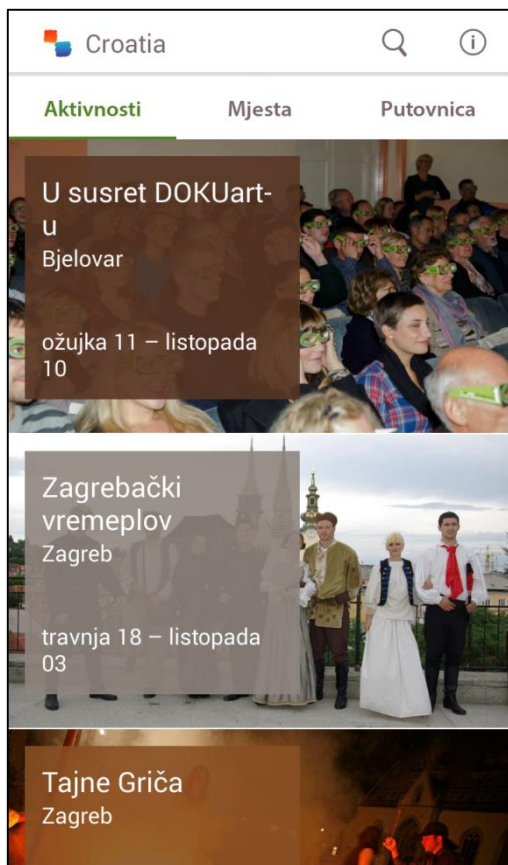 Croatia
Aktivnosti Mjesta Putovnica
U susret DOKUart-
u
Bjelovar
ožujka 11 – listopada
10
Zagrebački
vremeplov
Zagreb
travnja 18 – listopada
03
Tajne Griča
Zagreb